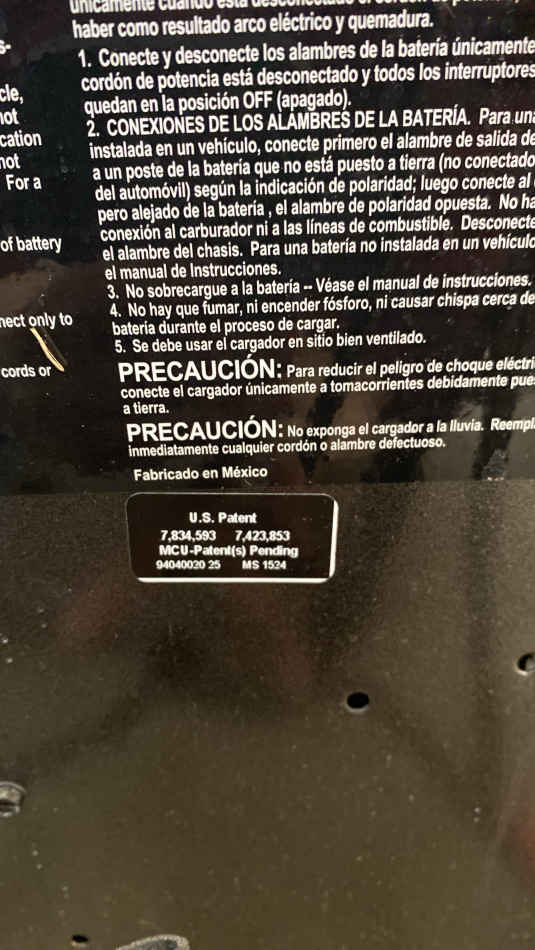 únicamente cuando está desconectado el cordón de
haber como resultado arco eléctrico y quemadura.
1. Conecte y desconecte los alambres de la batería únicamente
cordón de potencia está desconectado y todos los interruptores
quedan en la posición OFF (apagado).
2. CONEXIONES DE LOS ALAMBRES DE LA BATERÍA. Para una
instalada en un vehículo, conecte primero el alambre de salida de
a un poste de la batería que no está puesto a tierra (no conectado
del automóvil) según la indicación de polaridad; luego conecte al
pero alejado de la batería , el alambre de polaridad opuesta. No ha
conexión al carburador ni a las líneas de combustible. Desconecte
el alambre del chasis. Para una batería no instalada en un vehículo
el manual de Instrucciones.
3. No sobrecargue a la batería -- Véase el manual de instrucciones.
4. No hay que fumar, ni encender fósforo, ni causar chispa cerca de
batería durante el proceso de cargar.
5. Se debe usar el cargador en sitio bien ventilado.
PRECAUCIÓN: Para reducir el peligro de choque eléctri
conecte el cargador únicamente a tomacorrientes debidamente pue
a tierra.
PRECAUCIÓN: No exponga el cargador a la lluvia. Reempl
inmediatamente cualquier cordón o alambre defectuoso.
Fabricado en México
s-
cle,
not
cation
not
For a
of battery
nect only to
cords or
U.S. Patent
7,834,593 7,423,853
MCU-Patent(s) Pending
94040020 25 MS 1524